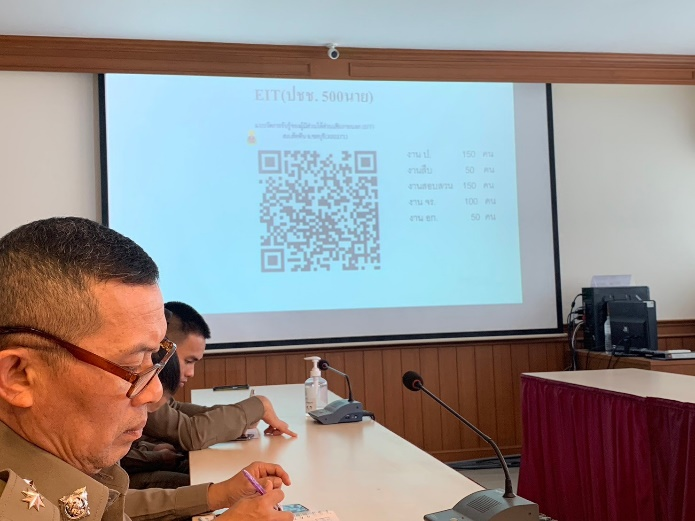 EIT(ปชช. 500นาย)
งาน ป. 150 คน
งานสืบ 50 คน
งานสอบสวน 150 คน
งาน จร. 100 คน
งาน อก. 50 คน